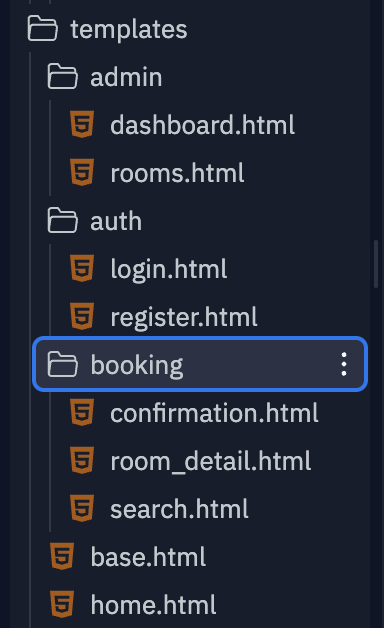 templates
admin
dashboard.html
rooms.html
auth
login.html
register.html
booking
confirmation.html
room_detail.html
search.html
base.html
home.html